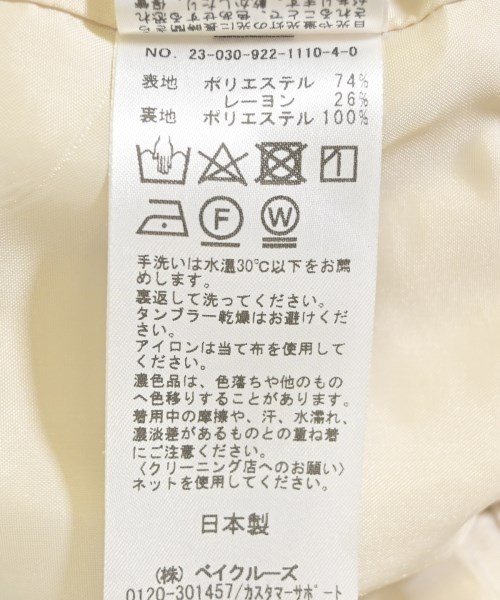 NO. 23-030-922-1110-4-0
表地 ポリエステル 74%
レーヨン 26%
裏地 ポリエステル 100%
F W
手洗いは水温30℃以下をお薦
めします。
裏返して洗ってください。
タンブラー乾燥はお避けくだ
さい。
アイロンは当て布を使用して
ください。
濃色品は、色落ちや他のもの
へ色移りすることがあります。
着用中の摩擦や、汗、水濡れ、
濃淡差があるものとの重ね着
にご注意ください。
〈クリーニング店へのお願い〉
ネットを使用してください。
日本製
(株) ベイクルーズ
0120-301457/カスタマーサポート